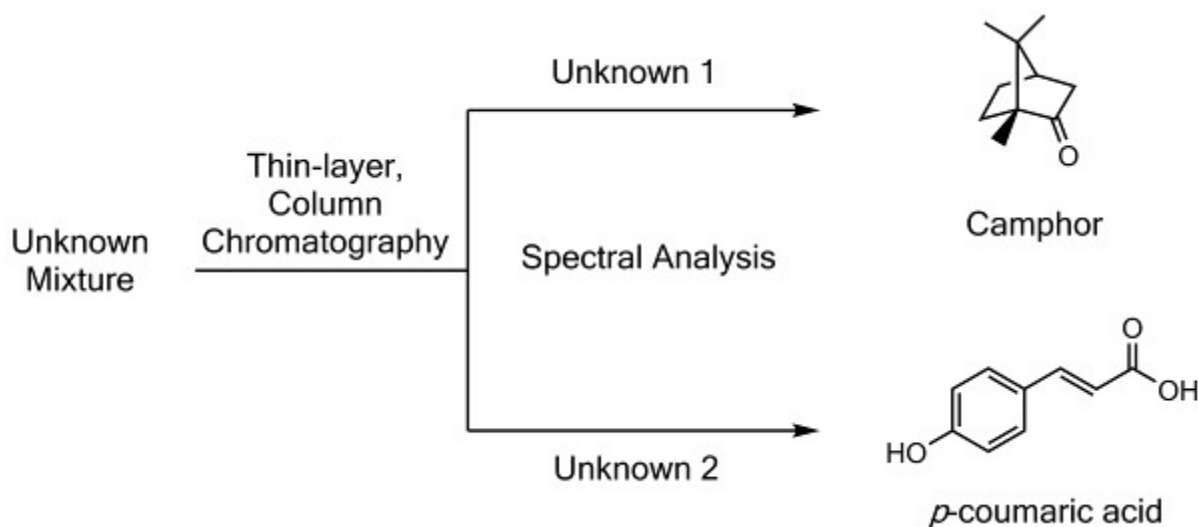 Unknown
Mixture
Thin-layer,
Column
Chromatography
Unknown 1
Spectral Analysis
Unknown 2
O
Camphor
O
OH
HO
p-coumaric acid